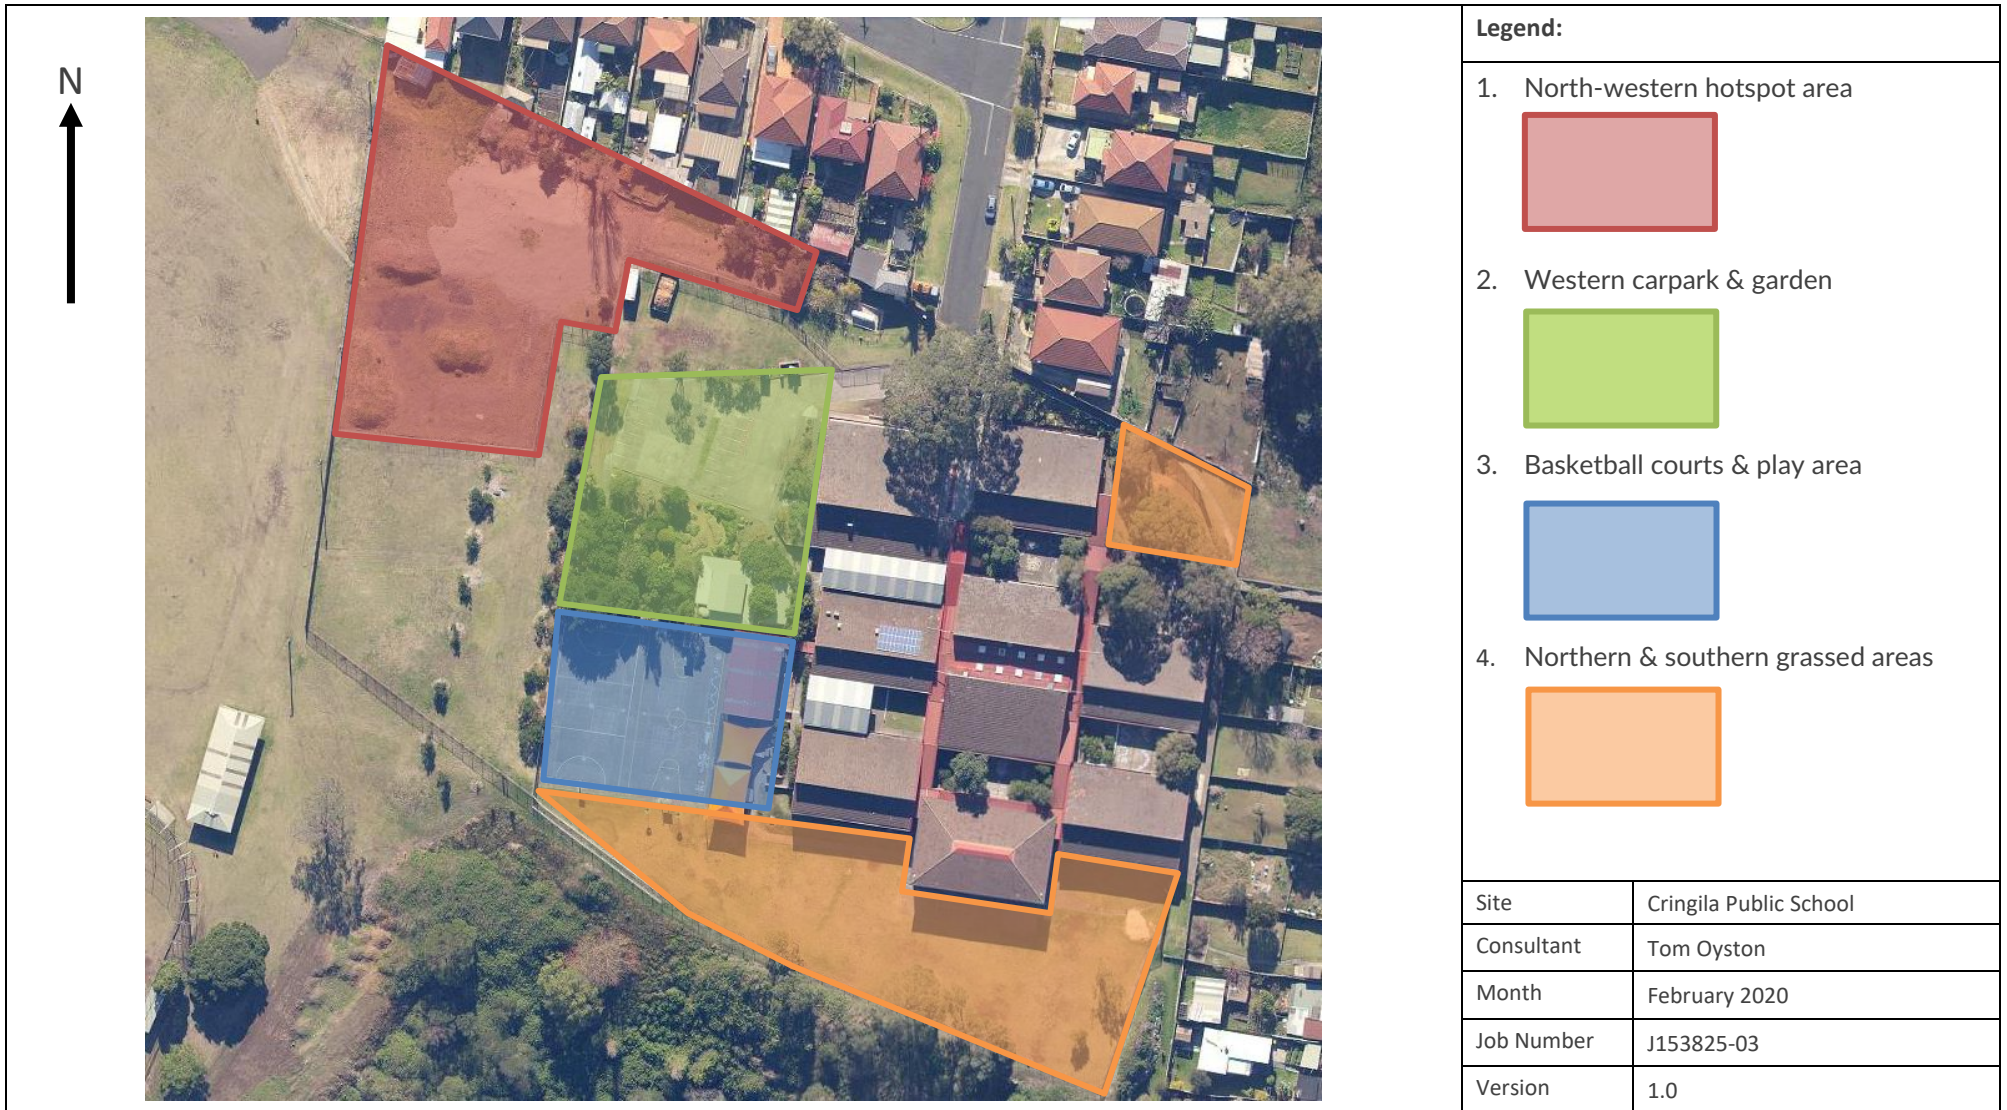 N
Legend:
1. North-western hotspot area
2. Western carpark & garden
3. Basketball courts & play area
4. Northern & southern grassed areas
Site Cringila Public School
Consultant Tom Oyston
Month February 2020
Job Number J153825-03
Version 1.0